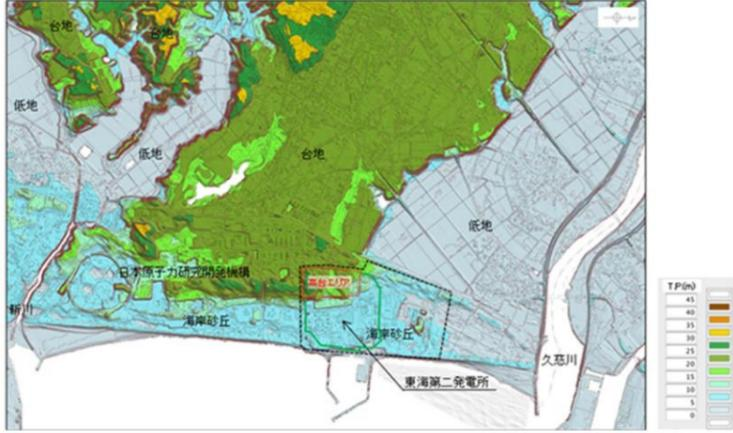 台地
台地
低地
低地
台地
低地
日本原子力研究開発機構
高台エリア
新川
海岸砂丘
海岸砂丘
久慈川
東海第二発電所
T.P.(m)
45
40
35
30
25
20
15
10
5
0